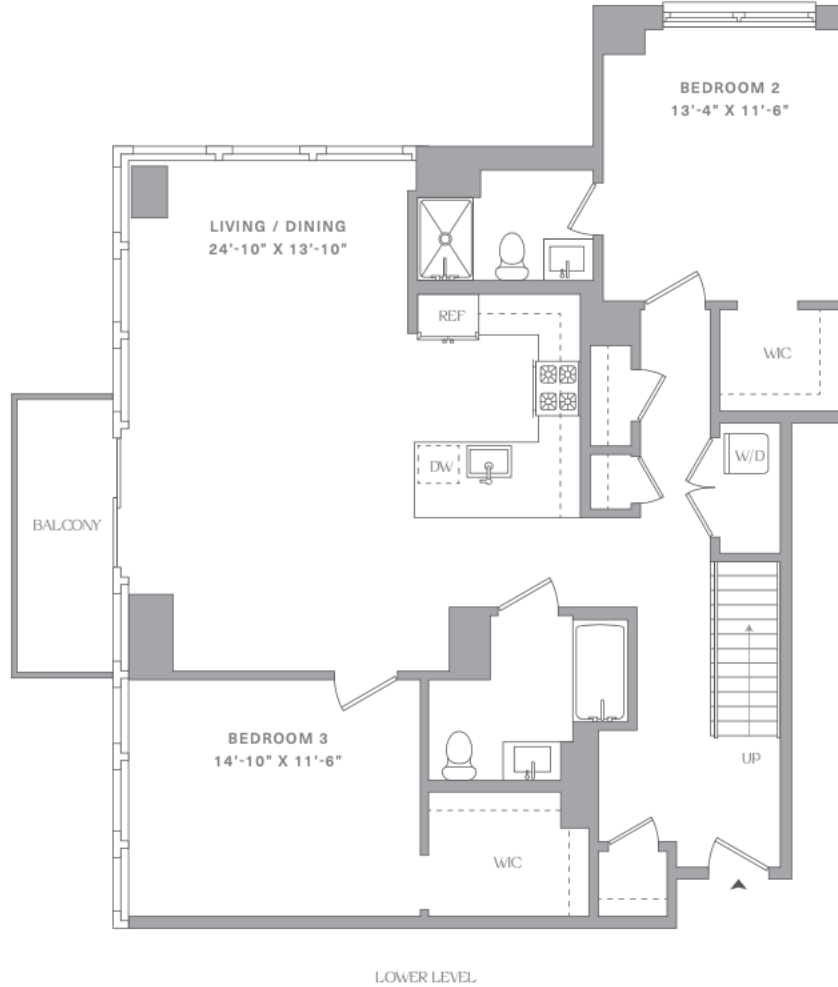 BEDROOM 2
13'-4" X 11'-6"
LIVING / DINING
24'-10" X 13'-10"
REF
WIC
DW
W/D
BALCONY
BEDROOM 3
14'-10" X 11'-6"
UP
WIC
LOWER LEVEL